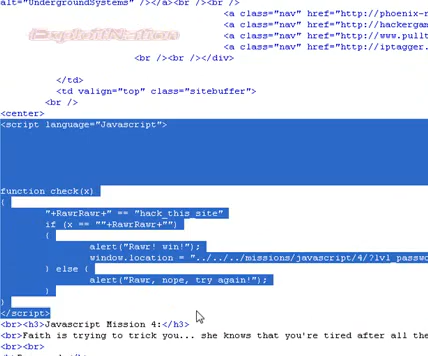 alt="UndergroundSystems" /></a><br /><br />
<a class="nav" href="http://phoenix-
<a class="nav" href="http://hackergam
<a class="nav" href="http://www.pullt
<a class="nav" href="http://iptagger.
<br /><br /></div>
</td>
<td valign="top" class="sitebuffer">
<br />
<center>
<script language="Javascript">
function check(x)
{
"+RawrRawr+" == "hack_this_site"
if (x == ""+RawrRawr+"")
{
alert("Rawr! win!");
window.location = "../../../missions/javascript/4/?lvl_passwo
} else {
alert("Rawr, nope, try again!");
}
}
</script>
<br><h3>Javascript Mission 4:</h3>
<br>Faith is trying to trick you... she knows that you're tired after all the
<br><br>